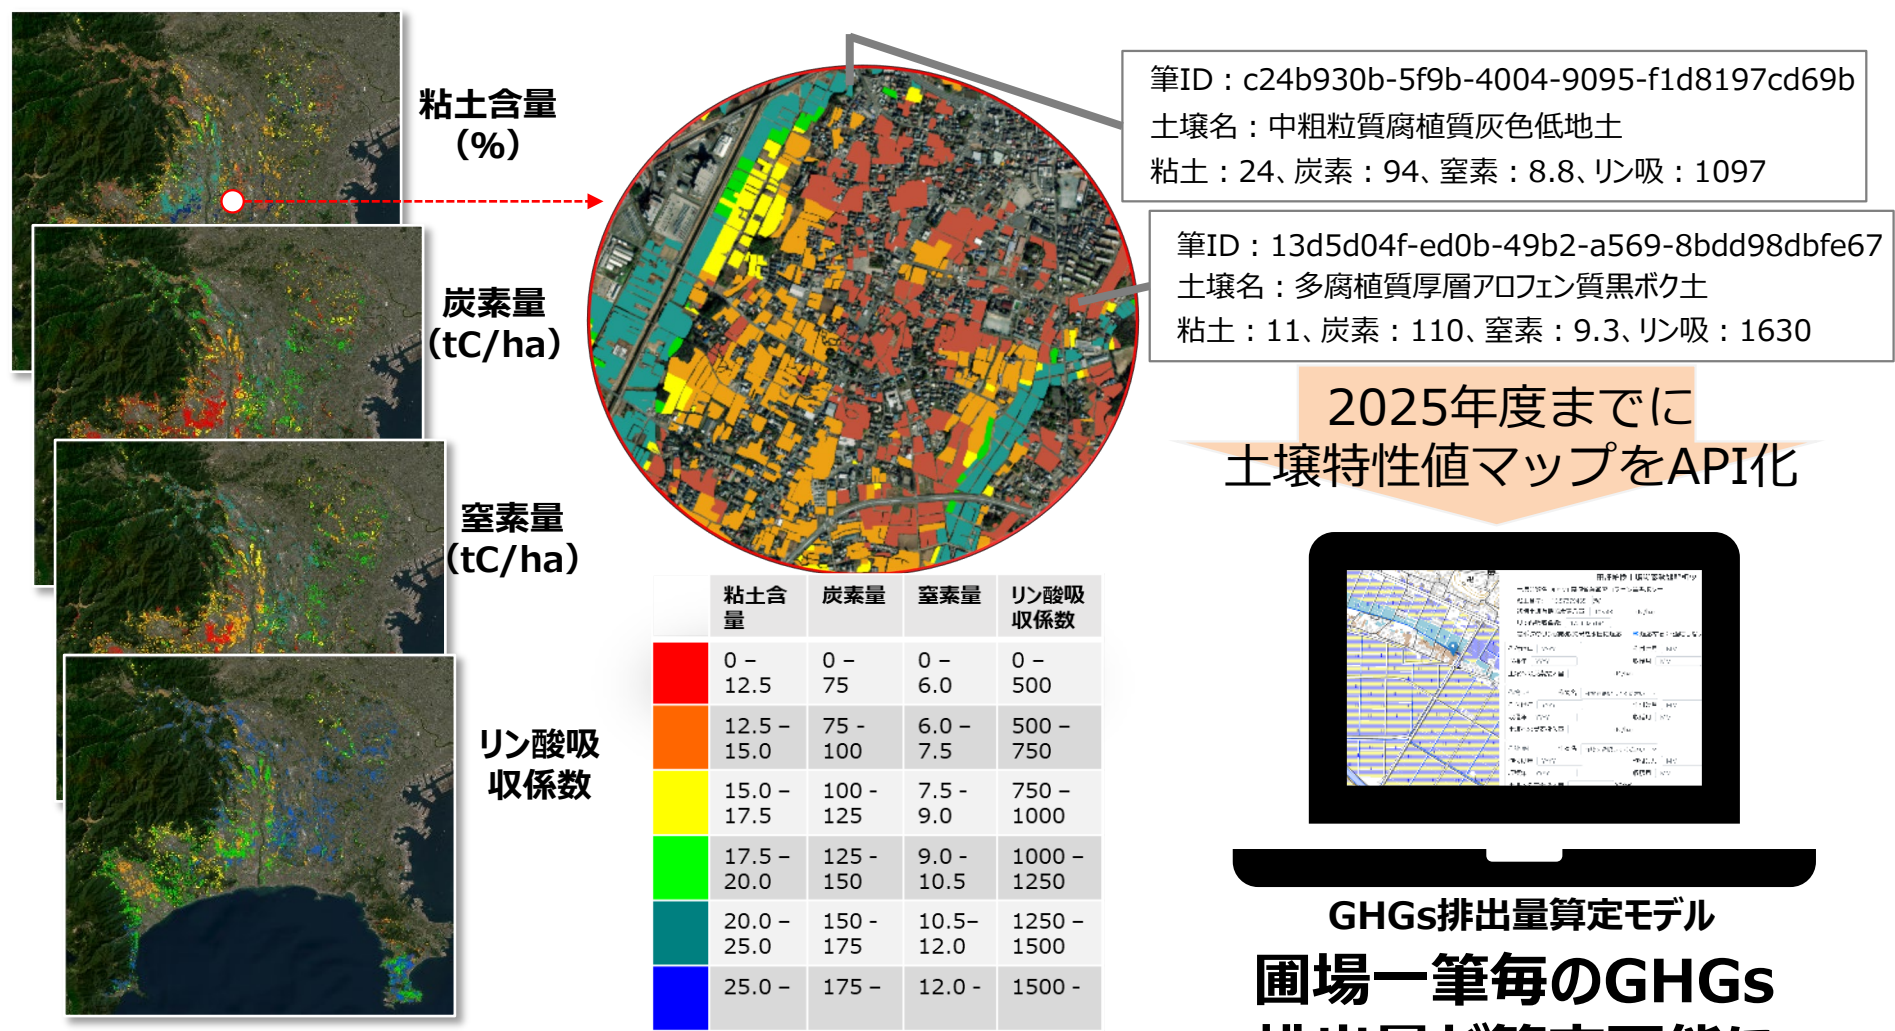 粘土含量
（%）
炭素量
（tC/ha）
窒素量
（tC/ha）
リン酸吸
収係数
筆ID：c24b930b-5f9b-4004-9095-f1d8197cd69b
土壌名：中粗粒質腐植質灰色低地土
粘土：24、炭素：94、窒素：8.8、リン吸：1097
筆ID：13d5d04f-ed0b-49b2-a569-8bdd98dbfe67
土壌名：多腐植質厚層アロフェン質黒ボク土
粘土：11、炭素：110、窒素：9.3、リン吸：1630
2025年度までに
土壌特性値マップをAPI化
粘土含量 炭素量 窒素量 リン酸吸収係数
0 – 12.5 0 – 75 0 – 6.0 0 – 500
12.5 – 15.0 75 - 100 6.0 – 7.5 500 – 750
15.0 – 17.5 100 - 125 7.5 - 9.0 750 – 1000
17.5 – 20.0 125 - 150 9.0 - 10.5 1000 – 1250
20.0 – 25.0 150 - 175 10.5– 12.0 1250 – 1500
25.0 – 175 – 12.0 - 1500 -
GHGs排出量算定モデル
圃場一筆毎のGHGs
排出量が算定可能に